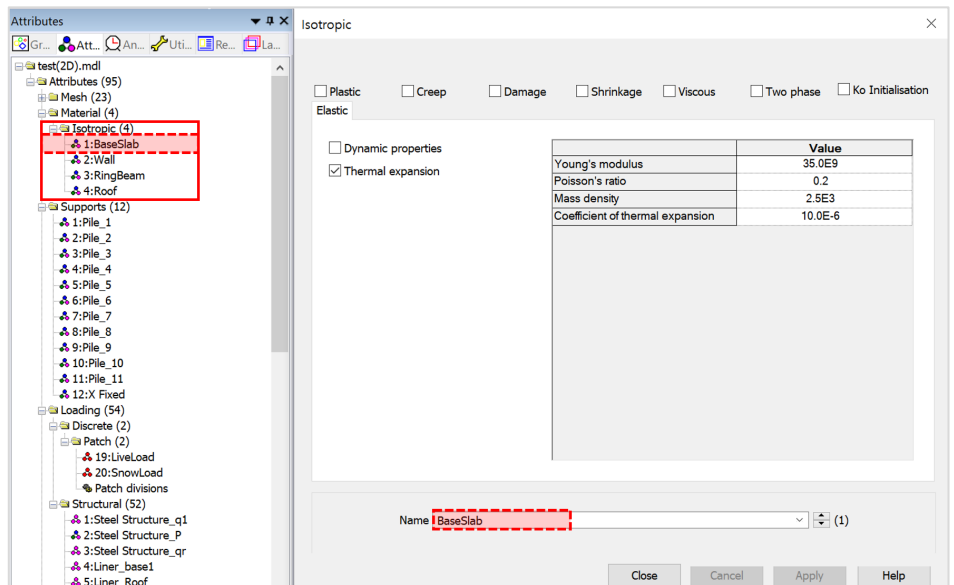 Attributes
Gr... Att... An... Uti... Re... La...
test(2D).mdl
Attributes (95)
Mesh (23)
Material (4)
Isotropic (4)
1:BaseSlab
2:Wall
3:RingBeam
4:Roof
Supports (12)
1:Pile_1
2:Pile_2
3:Pile_3
4:Pile_4
5:Pile_5
6:Pile_6
7:Pile_7
8:Pile_8
9:Pile_9
10:Pile_10
11:Pile_11
12:X Fixed
Loading (54)
Discrete (2)
Patch (2)
19:LiveLoad
20:SnowLoad
Patch divisions
Structural (52)
1:Steel Structure_q1
2:Steel Structure_P
3:Steel Structure_qr
4:Liner_base1
5:Liner_Roof
Isotropic
Plastic Creep Damage Shrinkage Viscous Two phase Ko Initialisation
Elastic
Dynamic properties
Thermal expansion
Value
Young's modulus 35.0E9
Poisson's ratio 0.2
Mass density 2.5E3
Coefficient of thermal expansion 10.0E-6
Name BaseSlab (1)
Close Cancel Apply Help